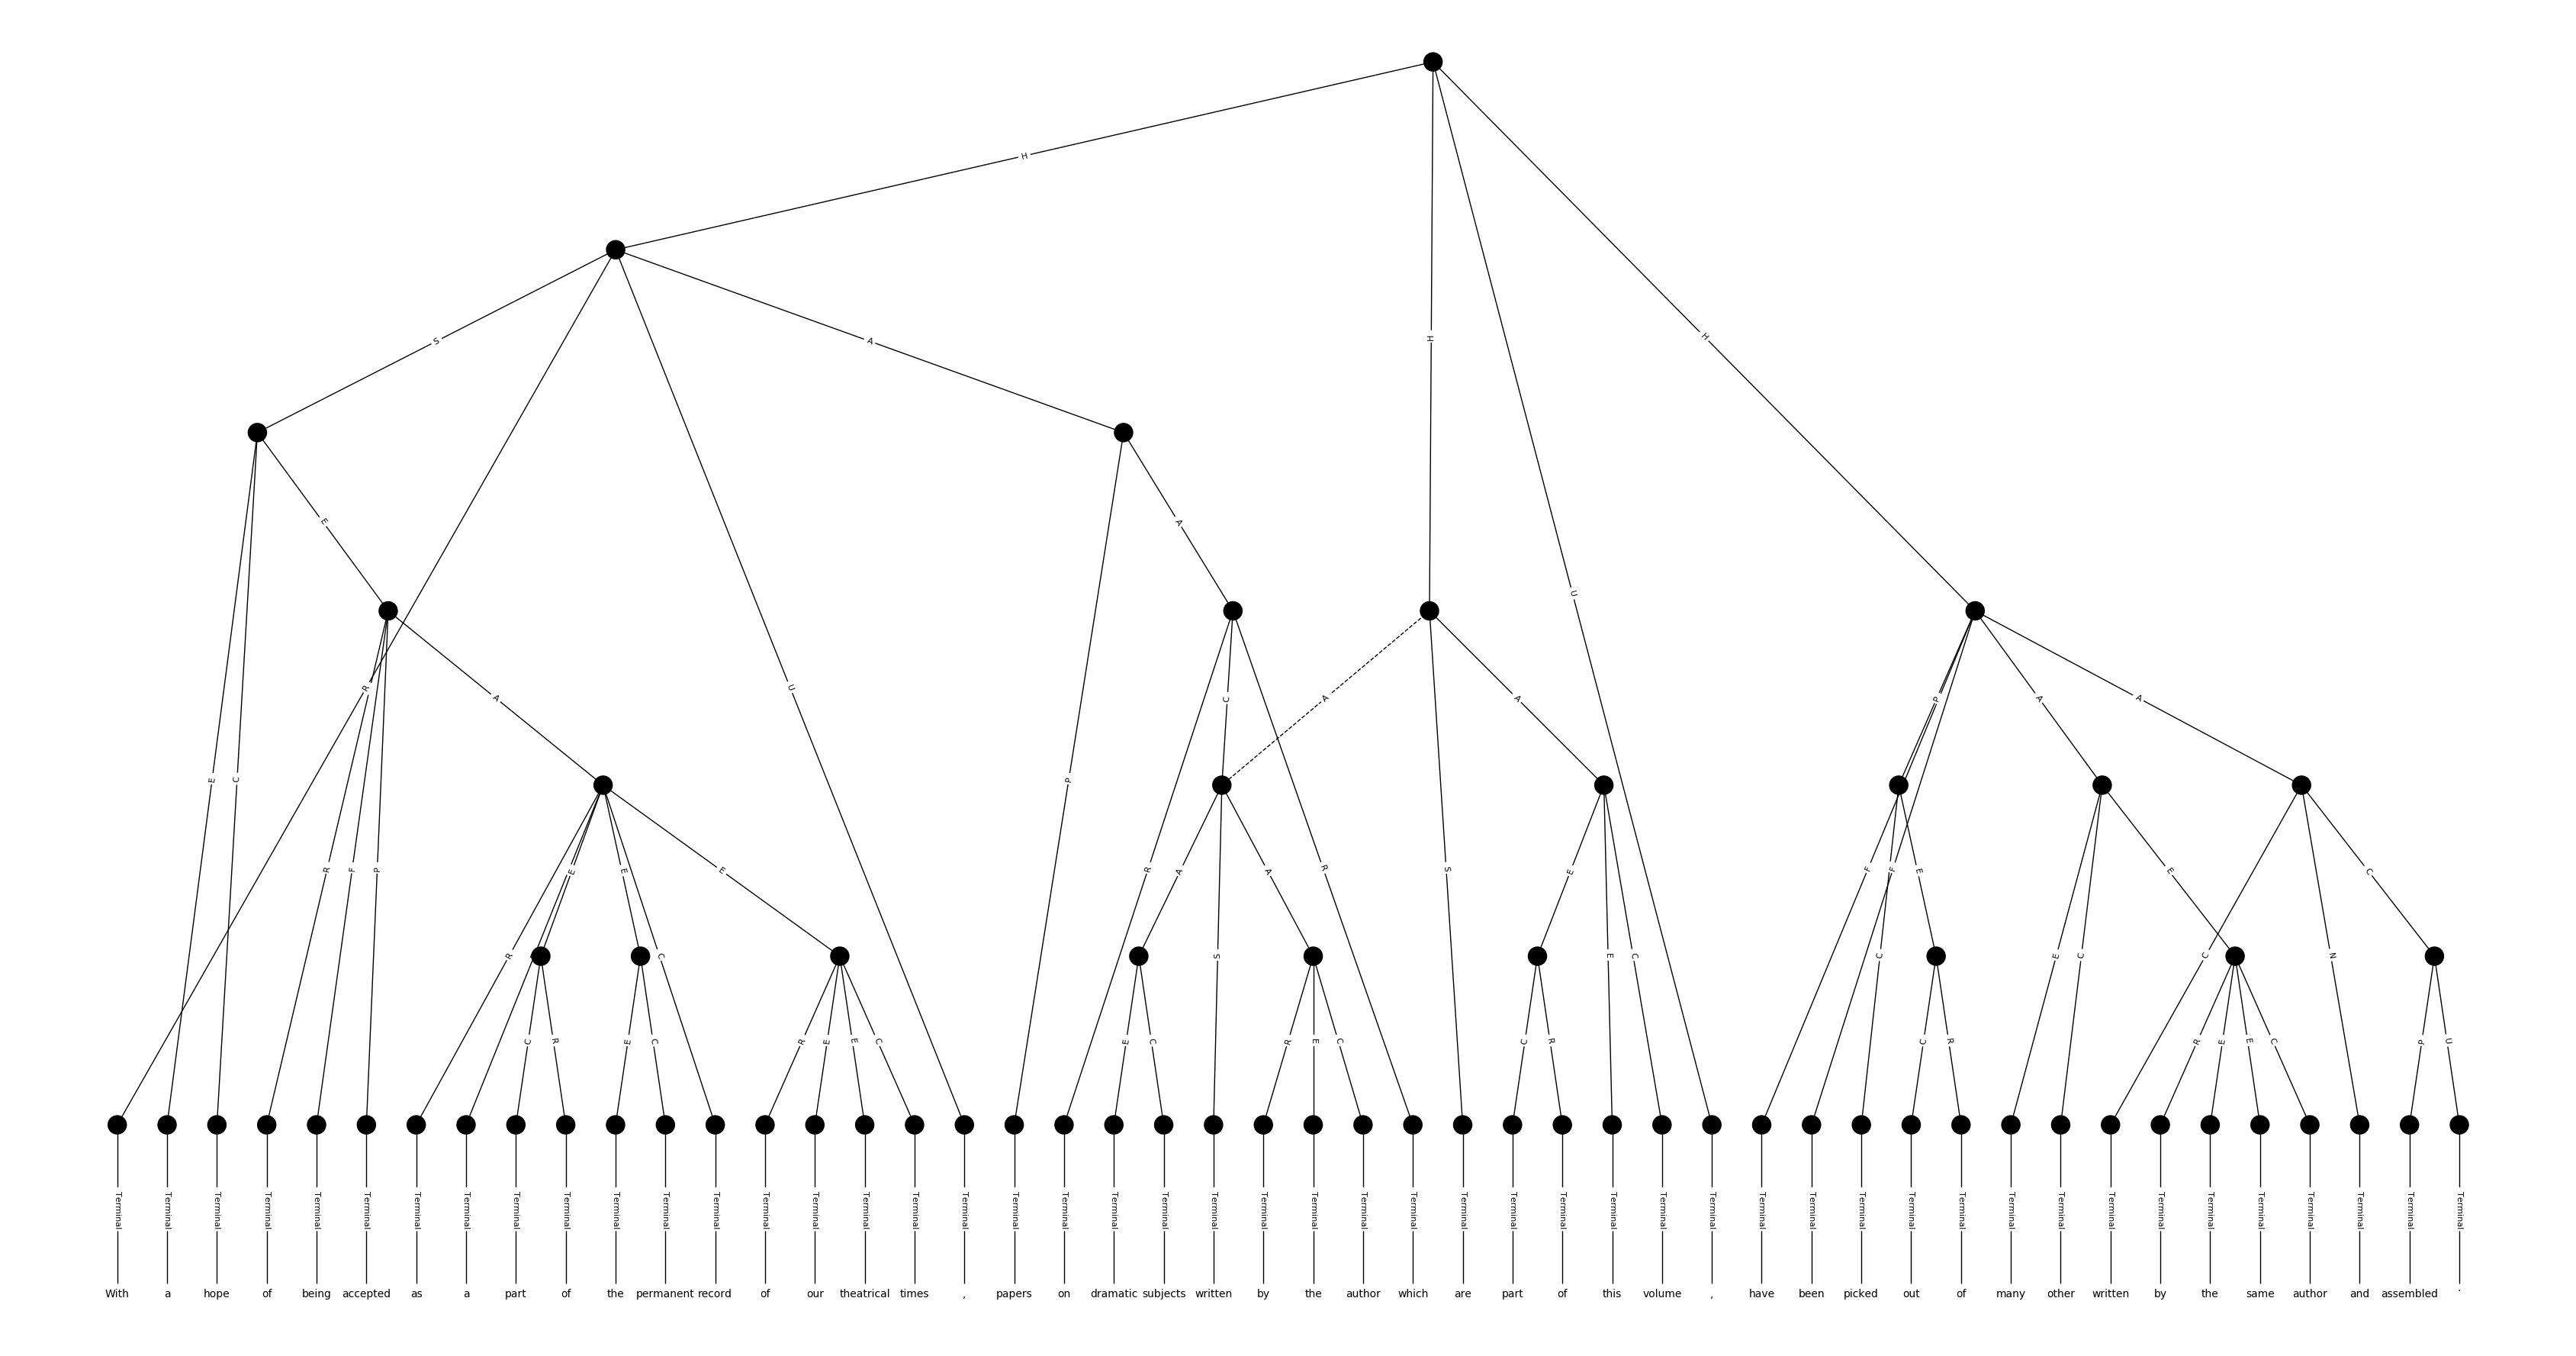 H
S A H H
E A U
R A P C A A P A A
E C U P
R F P R E E C E R A S A R S E E C F C F E E C E C N C
C R E C R E E C E C R E C C R C R R E E C P U
Terminal Terminal Terminal Terminal Terminal Terminal Terminal Terminal Terminal Terminal Terminal Terminal Terminal Terminal Terminal Terminal Terminal Terminal Terminal Terminal Terminal Terminal Terminal Terminal Terminal Terminal Terminal Terminal Terminal Terminal Terminal Terminal Terminal Terminal Terminal Terminal Terminal Terminal Terminal Terminal Terminal Terminal Terminal Terminal Terminal Terminal Terminal Terminal
With a hope of being accepted as a part of the permanent record of our theatrical times , papers on dramatic subjects written by the author which are part of this volume , have been picked out of many other written by the same author and assembled .